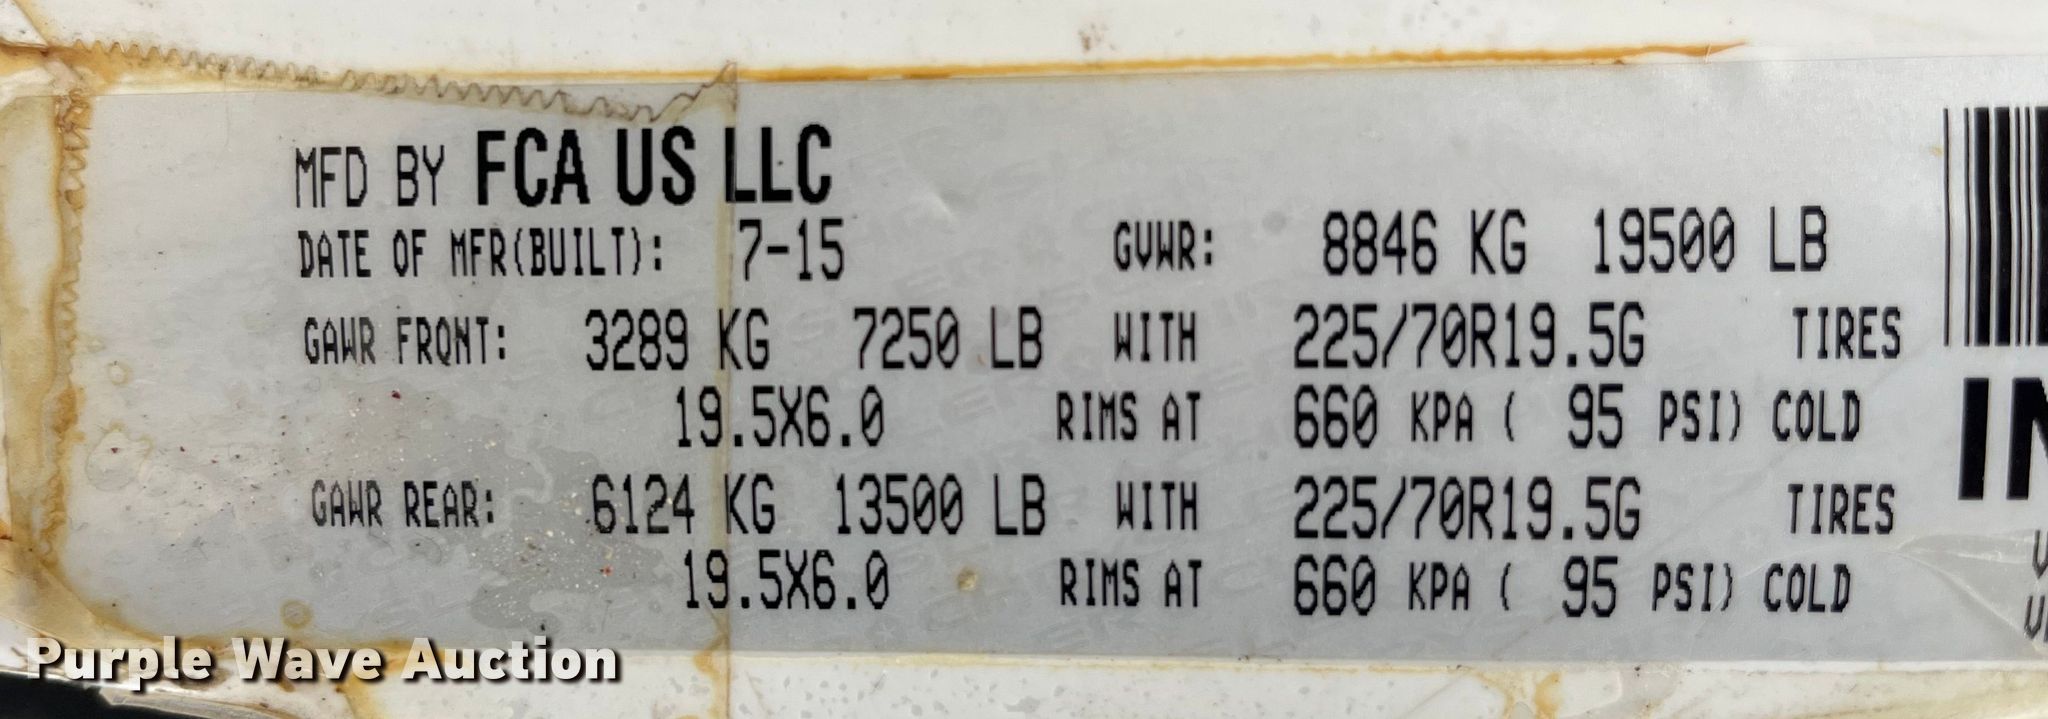 MFD BY FCA US LLC
DATE OF MFR(BUILT): 7-15 GVWR: 8846 KG 19500 LB
GAWR FRONT: 3289 KG 7250 LB WITH 225/70R19.5G TIRES
19.5X6.0 RIMS AT 660 KPA ( 95 PSI) COLD
GAWR REAR: 6124 KG 13500 LB WITH 225/70R19.5G TIRES
19.5X6.0 RIMS AT 660 KPA ( 95 PSI) COLD
Purple Wave Auction